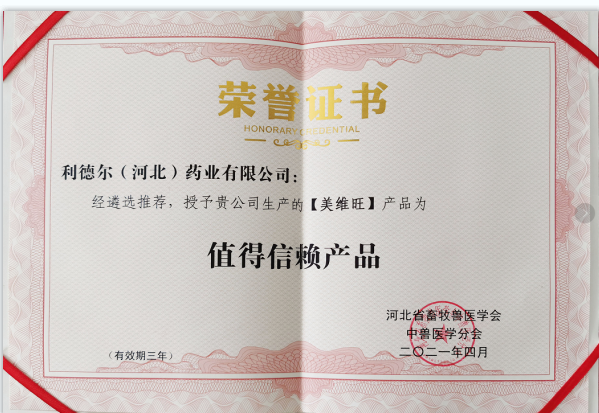 荣誉证书
HONORARY CREDENTIAL
利德尔（河北）药业有限公司：
经遴选推荐，授予贵公司生产的【美维旺】产品为
值得信赖产品
河北省畜牧兽医学会
中兽医学分会
（有效期三年）
二〇二一年四月